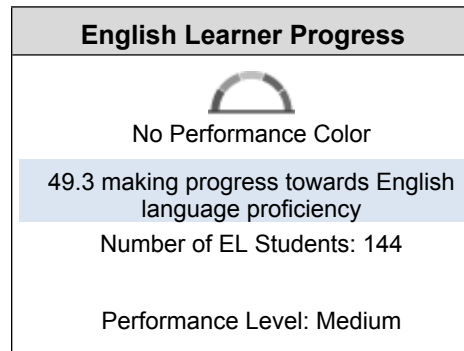 English Learner Progress
No Performance Color
49.3 making progress towards English
language proficiency
Number of EL Students: 144
Performance Level: Medium